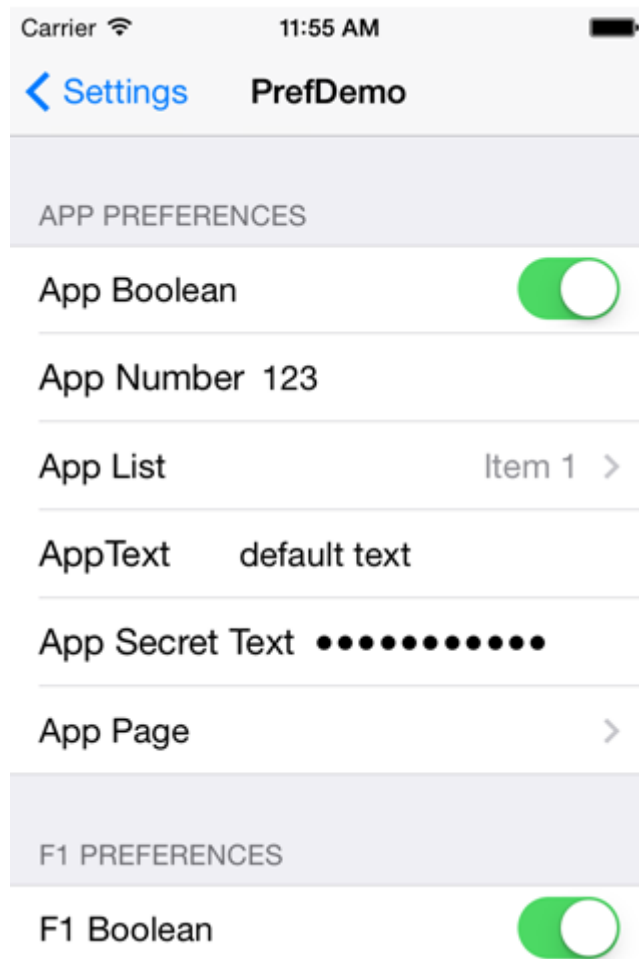 Carrier 11:55 AM
Settings PrefDemo
APP PREFERENCES
App Boolean
App Number 123
App List Item 1
AppText default text
App Secret Text •••••••••••
App Page
F1 PREFERENCES
F1 Boolean